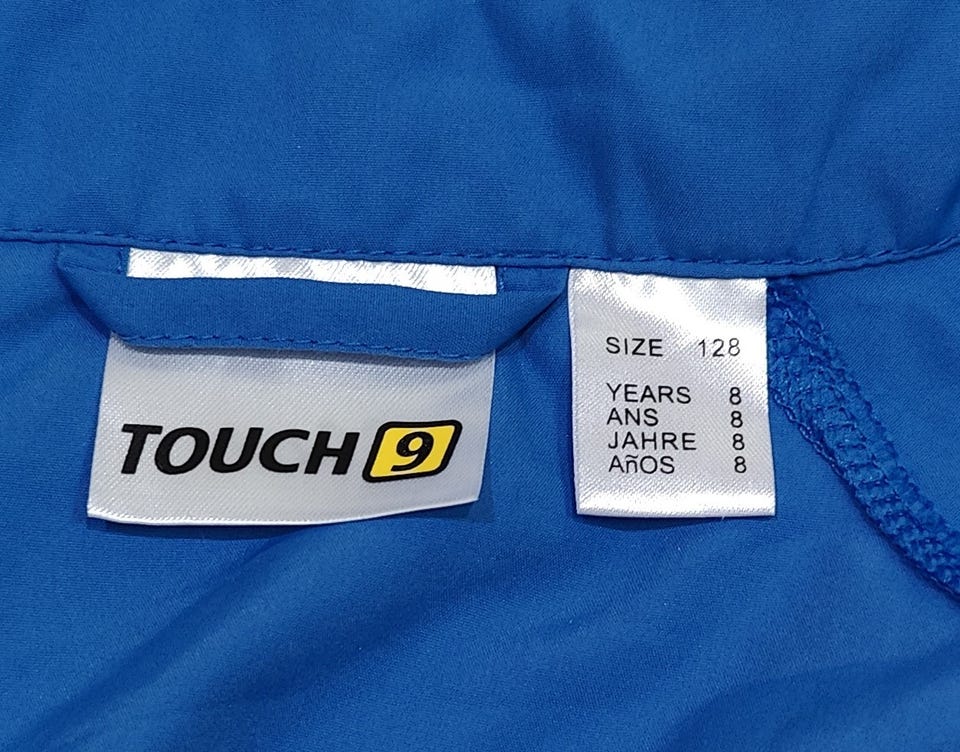 TOUCH 9
SIZE 128
YEARS 8
ANS 8
JAHRE 8
AñOS 8